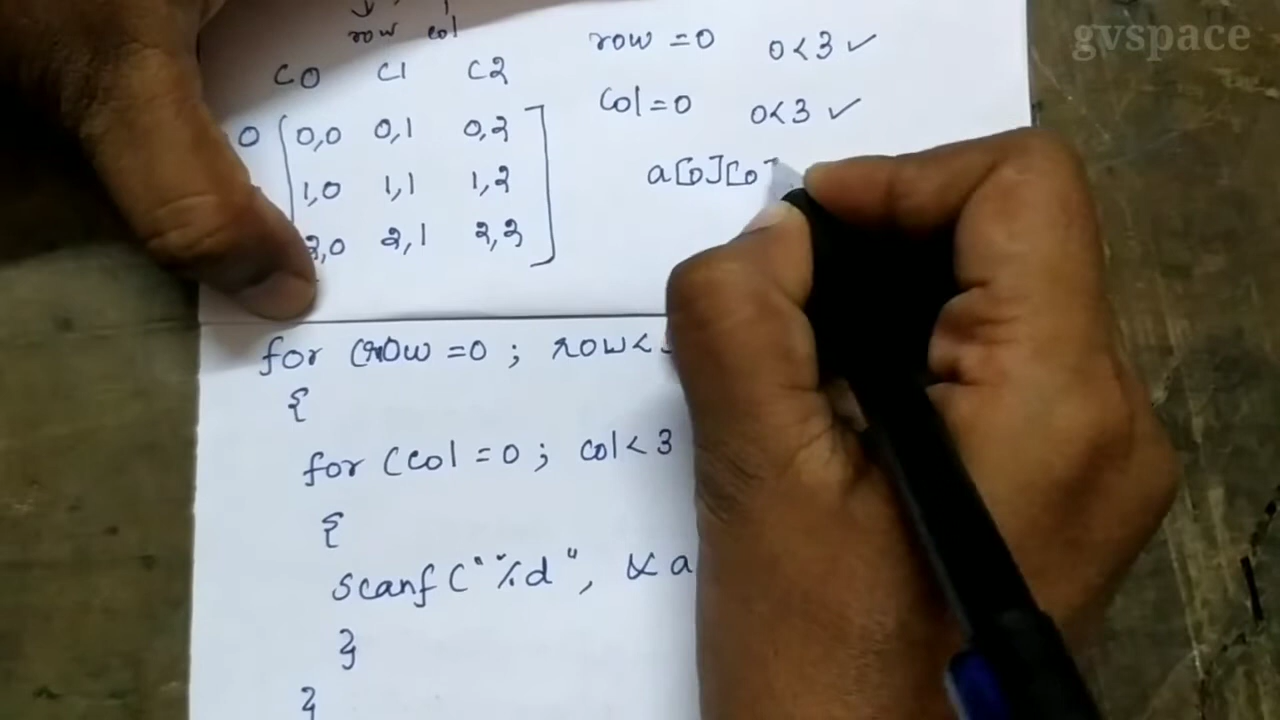 gvspace
row col
C0 C1 C2
0 0,0 0,1 0,2
1,0 1,1 1,2
2,0 2,1 2,2
row = 0 0<3 ✓
Col = 0 0<3 ✓
a[0][0]
for (row = 0 ; row <
{
for (col = 0 ; col < 3
{
scanf ("%d", & a
}
}